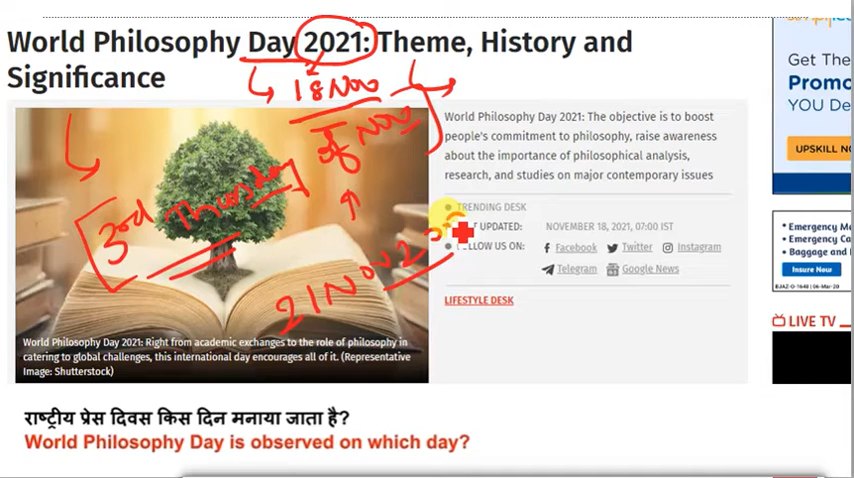 World Philosophy Day 2021: Theme, History and
Significance
18 Nov
3rd Thursday of Nov
21 Nov 2
World Philosophy Day 2021: The objective is to boost
people's commitment to philosophy, raise awareness
about the importance of philosophical analysis,
research, and studies on major contemporary issues
TRENDING DESK
UPDATED: NOVEMBER 18, 2021, 07:00 IST
FOLLOW US ON: Facebook Twitter Instagram
Telegram Google News
LIFESTYLE DESK
World Philosophy Day 2021: Right from academic exchanges to the role of philosophy in
catering to global challenges, this international day encourages all of it. (Representative
Image: Shutterstock)
Get The
Promo
YOU De
UPSKILL NO
• Emergency Me
• Emergency Ca
• Baggage and
Insure Now
LIVE TV
राष्ट्रीय प्रेस दिवस किस दिन मनाया जाता है?
World Philosophy Day is observed on which day?